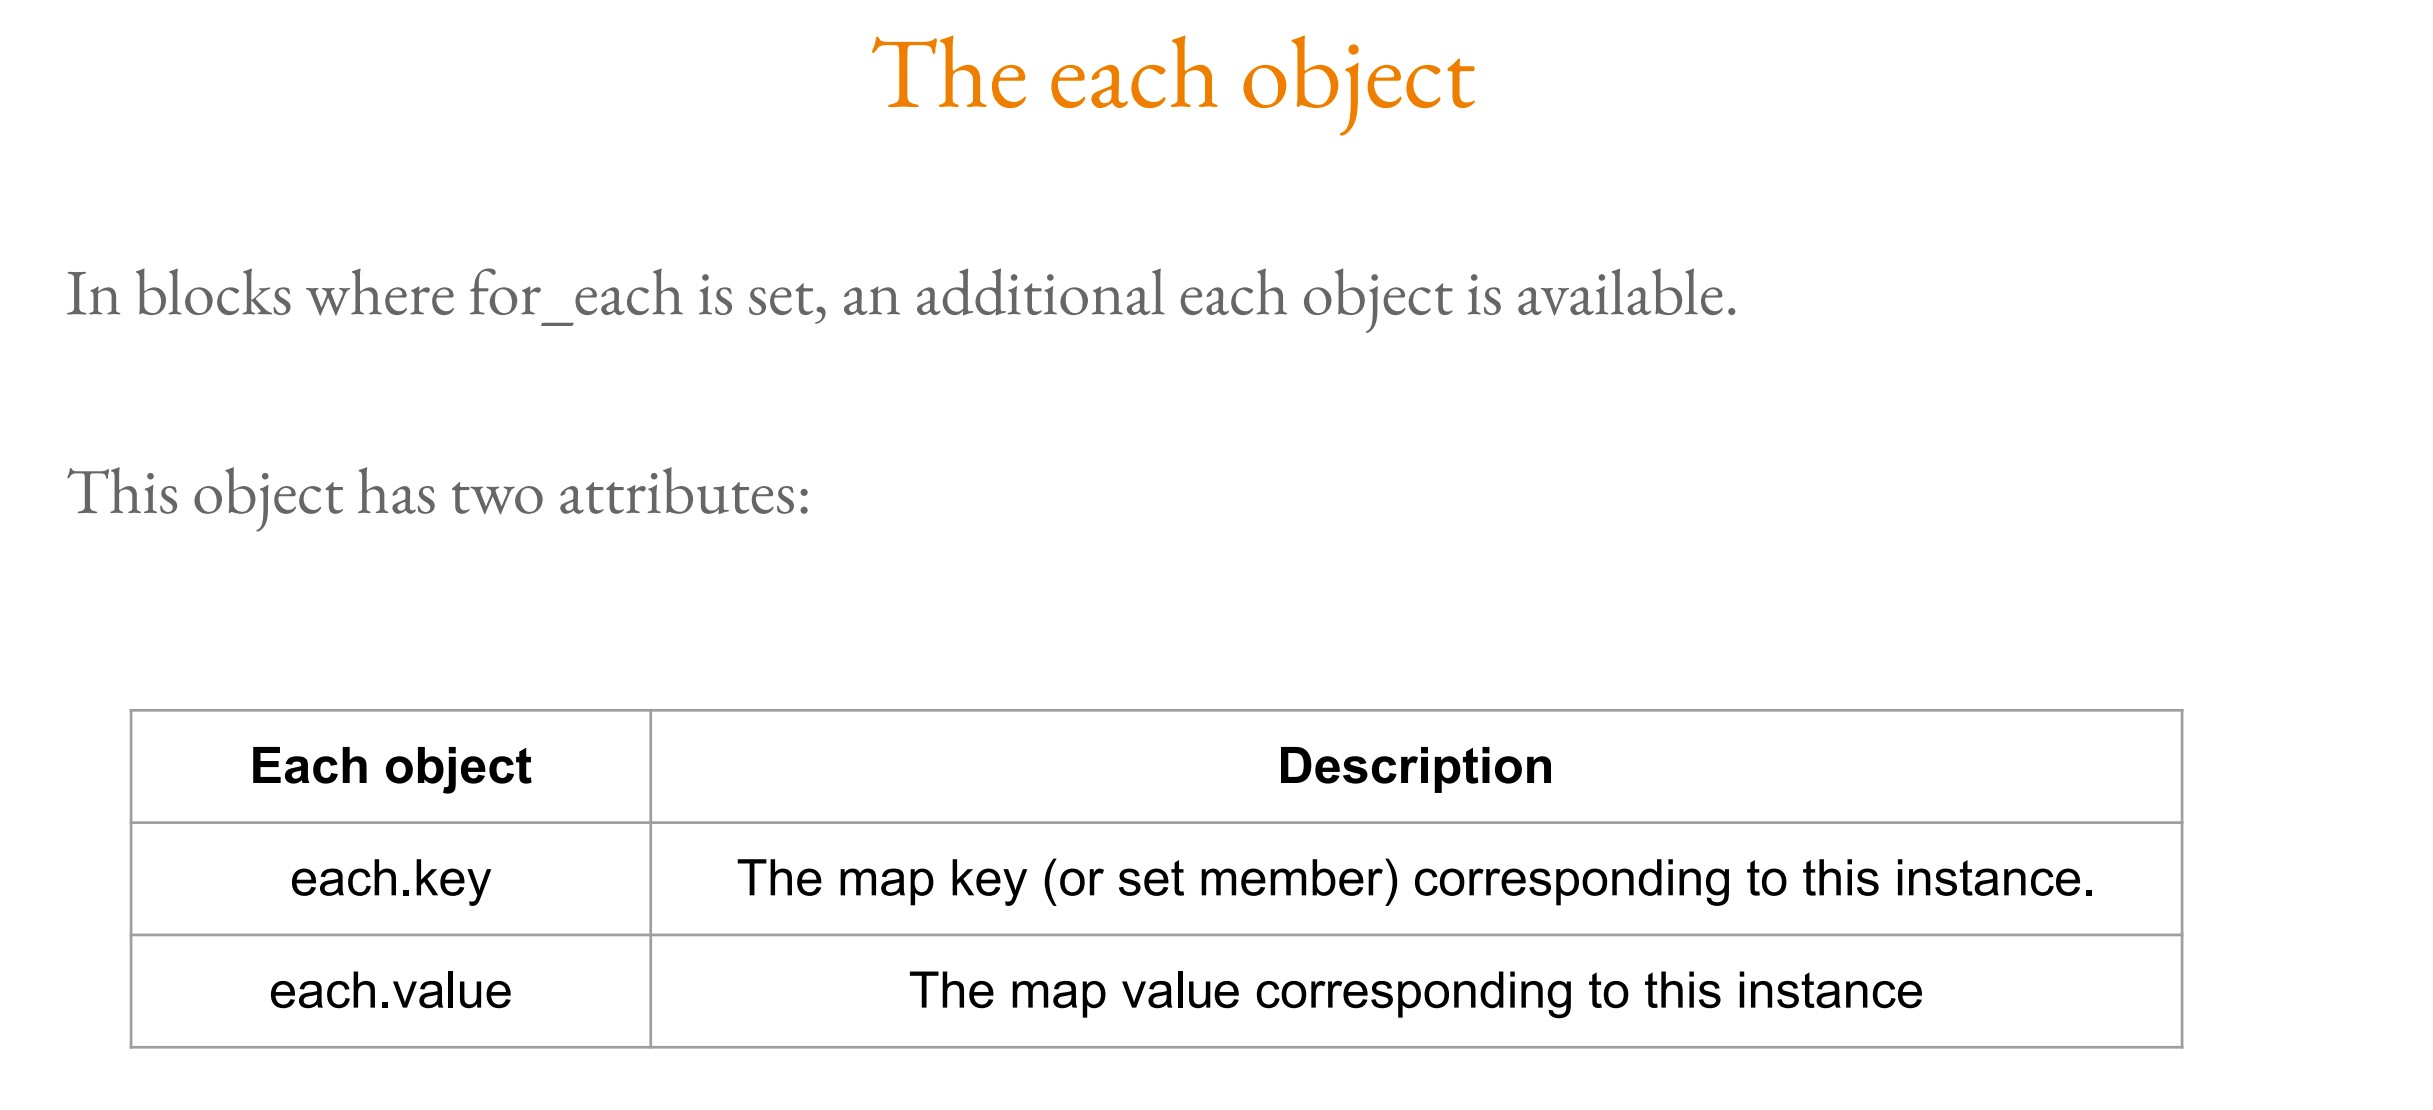 The each object
In blocks where for_each is set, an additional each object is available.
This object has two attributes:
Each object Description
each.key The map key (or set member) corresponding to this instance.
each.value The map value corresponding to this instance